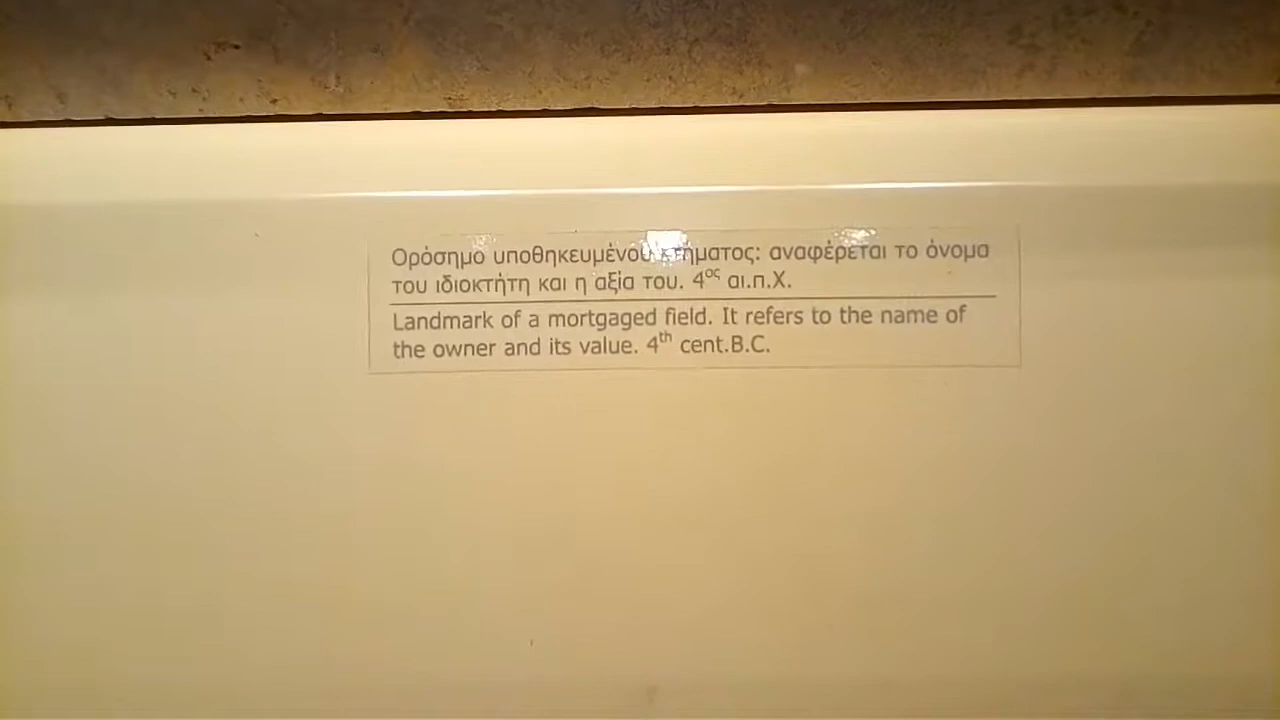 Ορόσημο υποθηκευμένου κτήματος: αναφέρεται το όνομα
του ιδιοκτήτη και η αξία του. 4ος αι.π.Χ.
Landmark of a mortgaged field. It refers to the name of
the owner and its value. 4th cent.B.C.